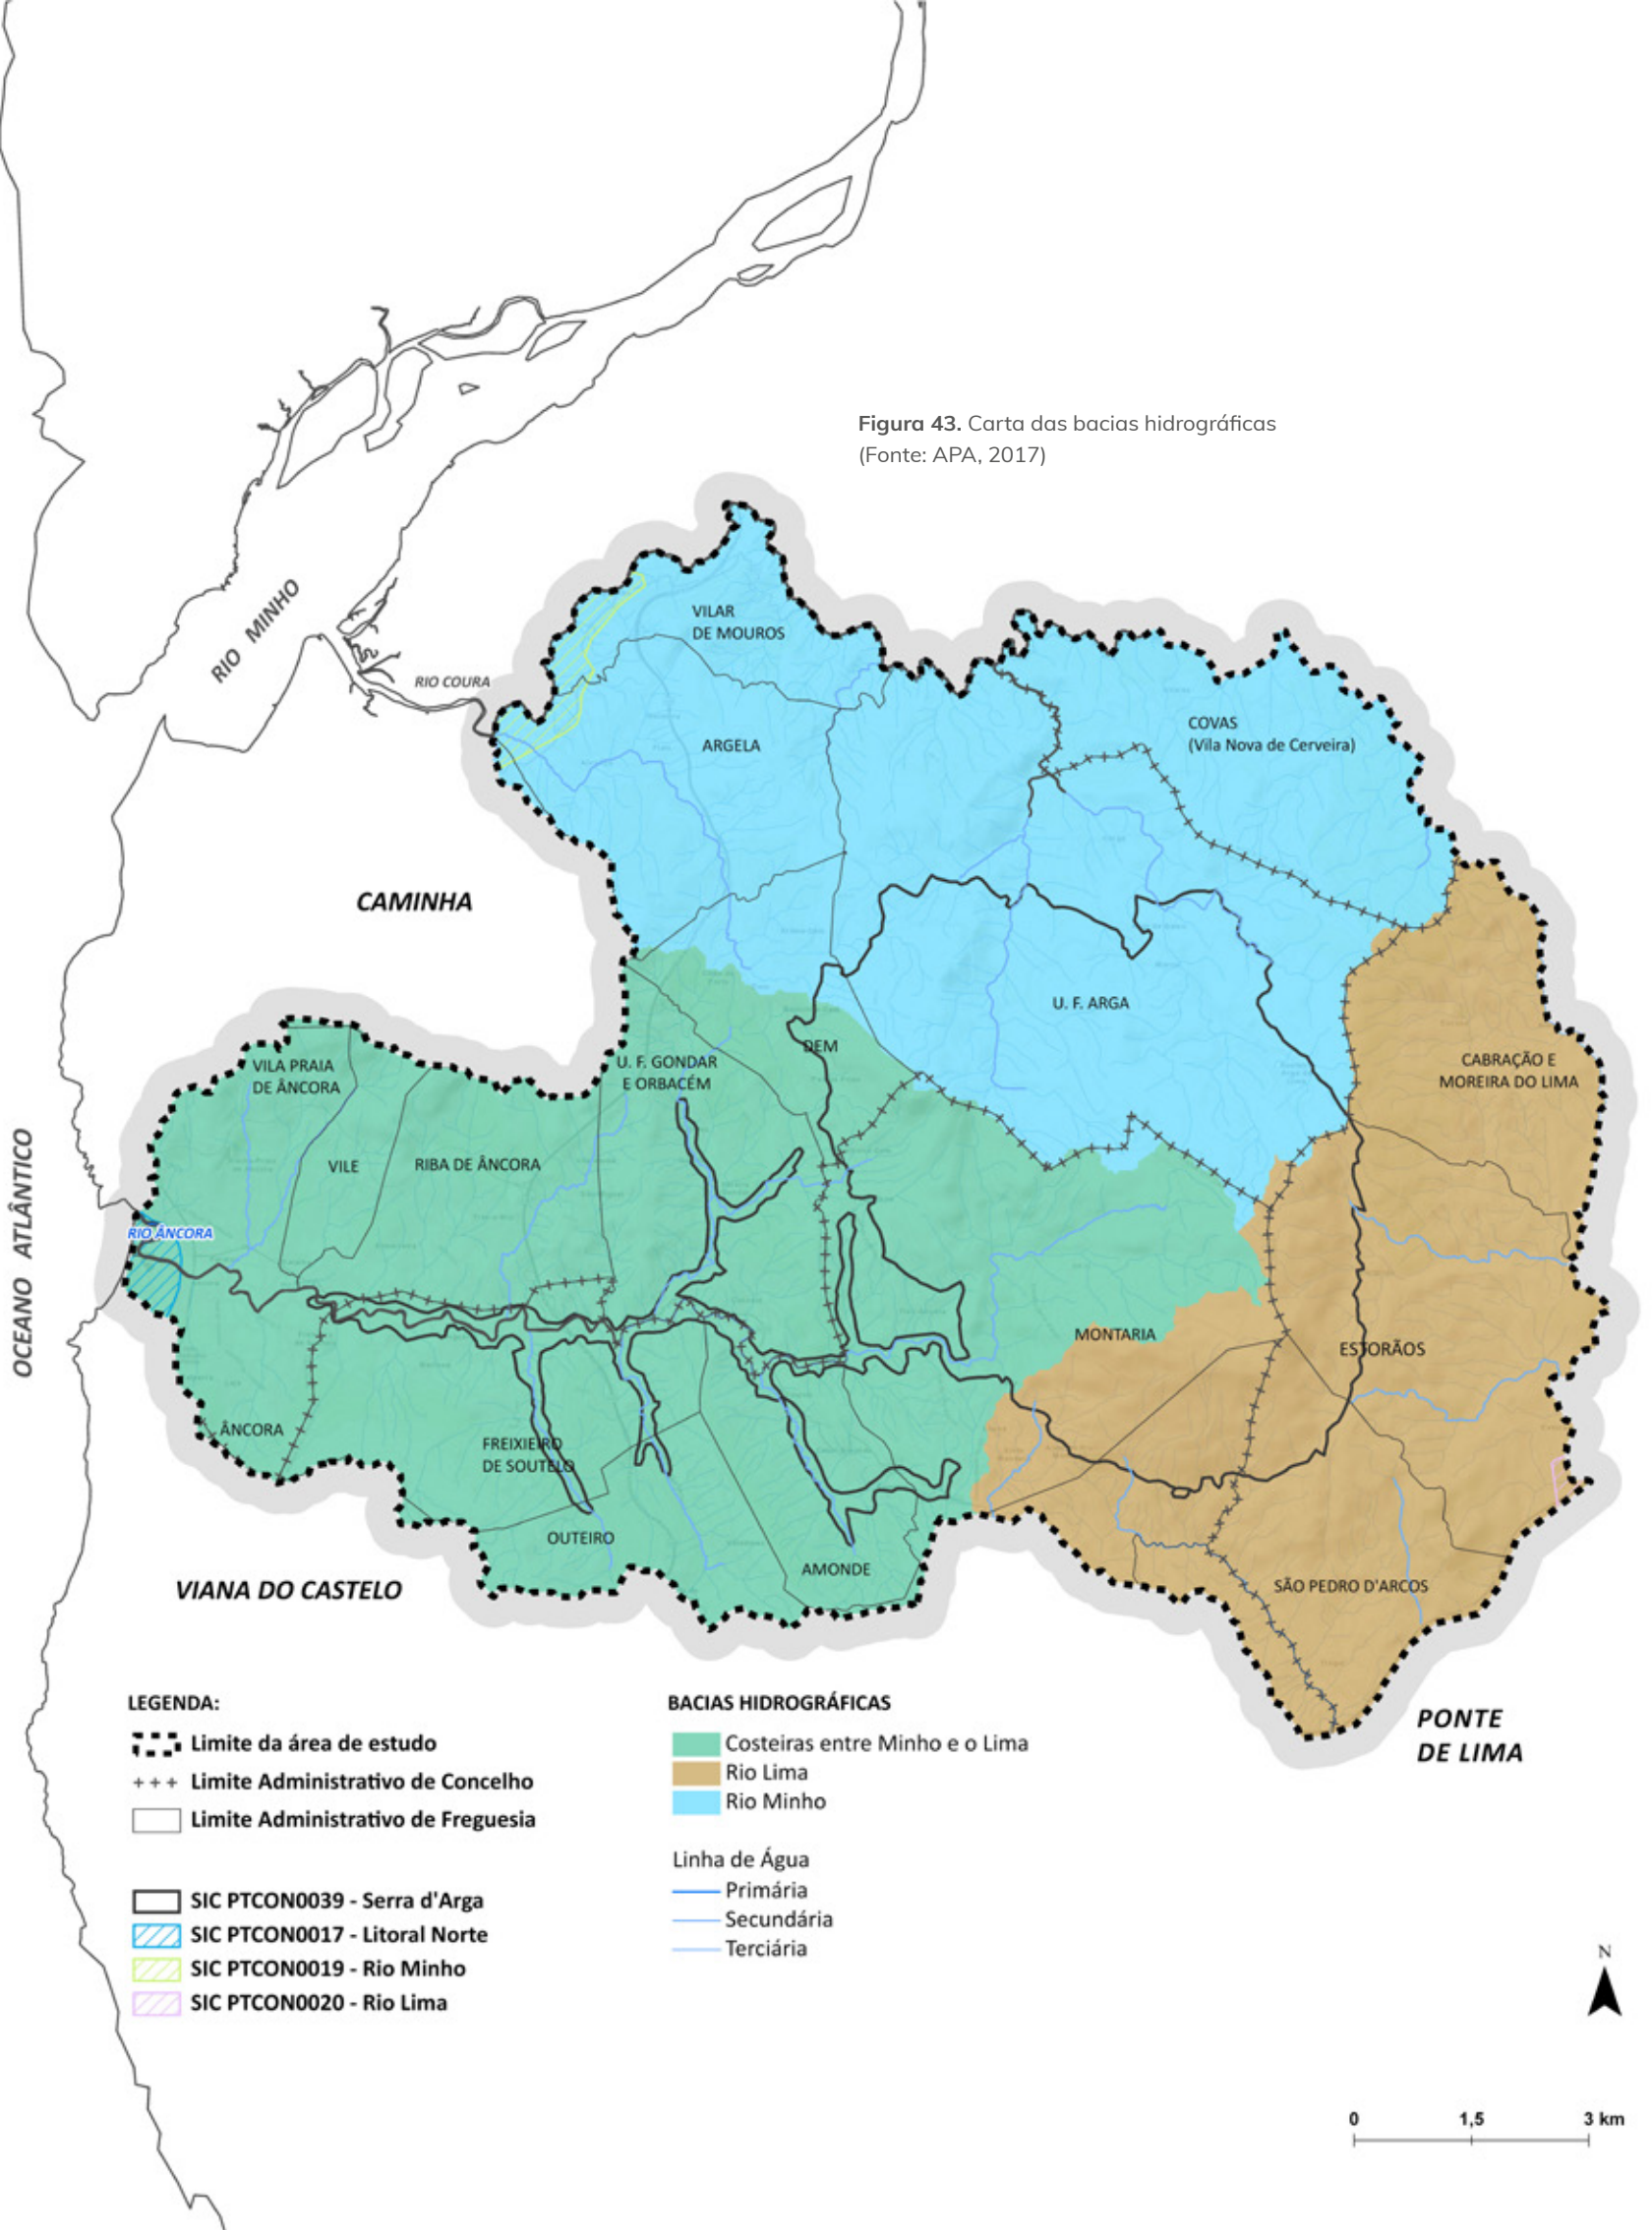 Figura 43. Carta das bacias hidrográficas
(Fonte: APA, 2017)
RIO MINHO
RIO COURA
VILAR
DE MOUROS
ARGELA
COVAS
(Vila Nova de Cerveira)
CAMINHA
U. F. ARGA
DEM
U. F. GONDAR
E ORBACÉM
CABRAÇÃO E
MOREIRA DO LIMA
VILA PRAIA
DE ÂNCORA
VILE
RIBA DE ÂNCORA
OCEANO ATLÂNTICO
RIO ÂNCORA
MONTARIA
ESTORÃOS
ÂNCORA
FREIXIEIRO
DE SOUTELO
OUTEIRO
AMONDE
SÃO PEDRO D'ARCOS
VIANA DO CASTELO
PONTE
DE LIMA
LEGENDA:
Limite da área de estudo
Limite Administrativo de Concelho
Limite Administrativo de Freguesia
SIC PTCON0039 - Serra d'Arga
SIC PTCON0017 - Litoral Norte
SIC PTCON0019 - Rio Minho
SIC PTCON0020 - Rio Lima
BACIAS HIDROGRÁFICAS
Costeiras entre Minho e o Lima
Rio Lima
Rio Minho
Linha de Água
Primária
Secundária
Terciária
N
0 1,5 3 km